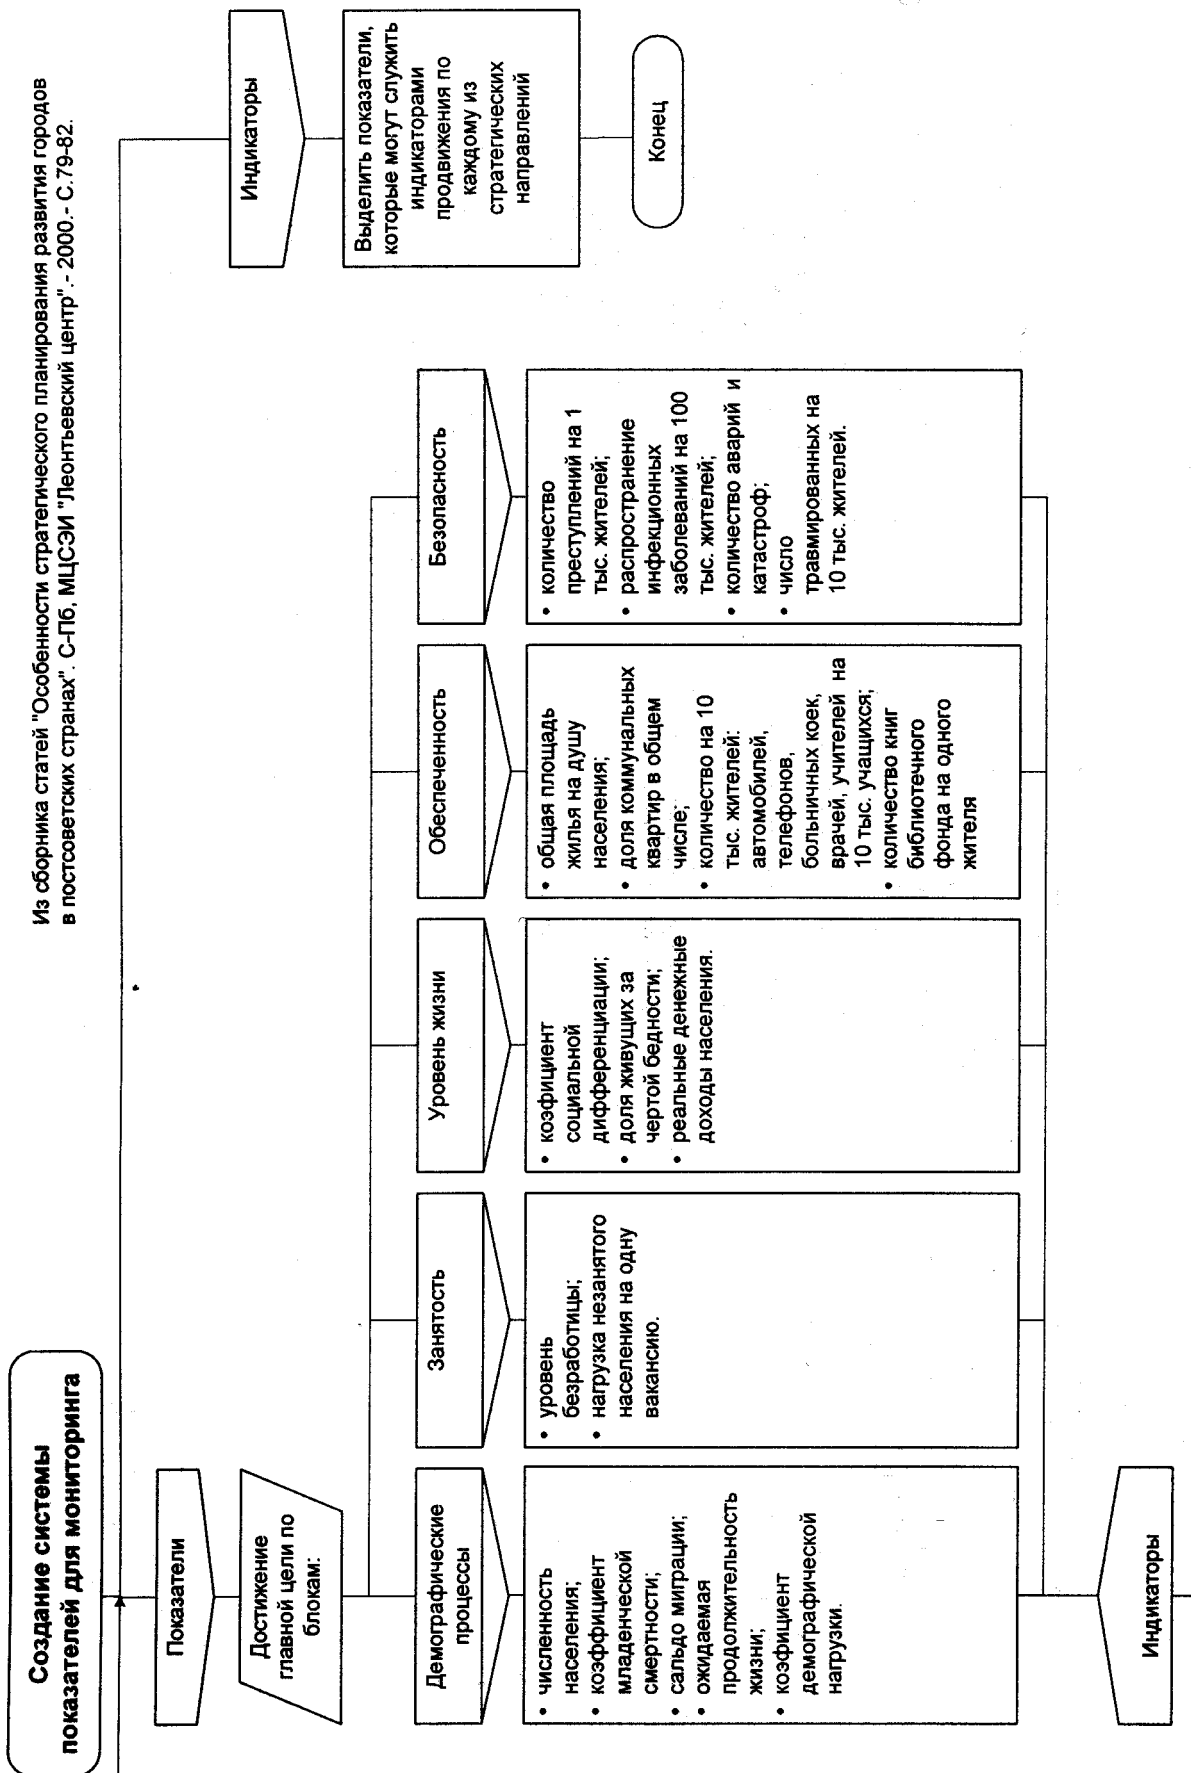 Из сборника статей "Особенности стратегического планирования развития городов
в постсоветских странах". С-Пб, МЦСЭИ "Леонтьевский центр".- 2000.- С.79-82.
Создание системы
показателей для мониторинга
Показатели
Достижение
главной цели по
блокам:
Демографические
процессы
• численность
населения;
• коэффициент
младенческой
смертности;
• сальдо миграции;
• ожидаемая
продолжительность
жизни;
• коэфициент
демографической
нагрузки.
Занятость
• уровень
безработицы;
• нагрузка незанятого
населения на одну
вакансию.
Уровень жизни
• коэфициент
социальной
дифференциации;
• доля живущих за
чертой бедности;
• реальные денежные
доходы населения.
Обеспеченность
• общая площадь
жилья на душу
населения;
• доля коммунальных
квартир в общем
числе;
• количество на 10
тыс. жителей:
автомобилей,
телефонов,
больничных коек,
врачей, учителей на
10 тыс. учащихся;
• количество книг
библиотечного
фонда на одного
жителя
Безопасность
• количество
преступлений на 1
тыс. жителей;
• распространение
инфекционных
заболеваний на 100
тыс. жителей;
• количество аварий и
катастроф;
• число
травмированных на
10 тыс. жителей.
Индикаторы
Индикаторы
Выделить показатели,
которые могут служить
индикаторами
продвижения по
каждому из
стратегических
направлений
Конец